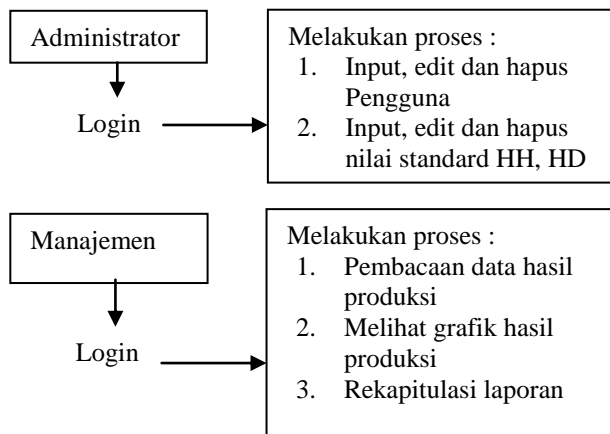 Administrator
Login
Melakukan proses :
1. Input, edit dan hapus
Pengguna
2. Input, edit dan hapus
nilai standard HH, HD
Manajemen
Login
Melakukan proses :
1. Pembacaan data hasil
produksi
2. Melihat grafik hasil
produksi
3. Rekapitulasi laporan